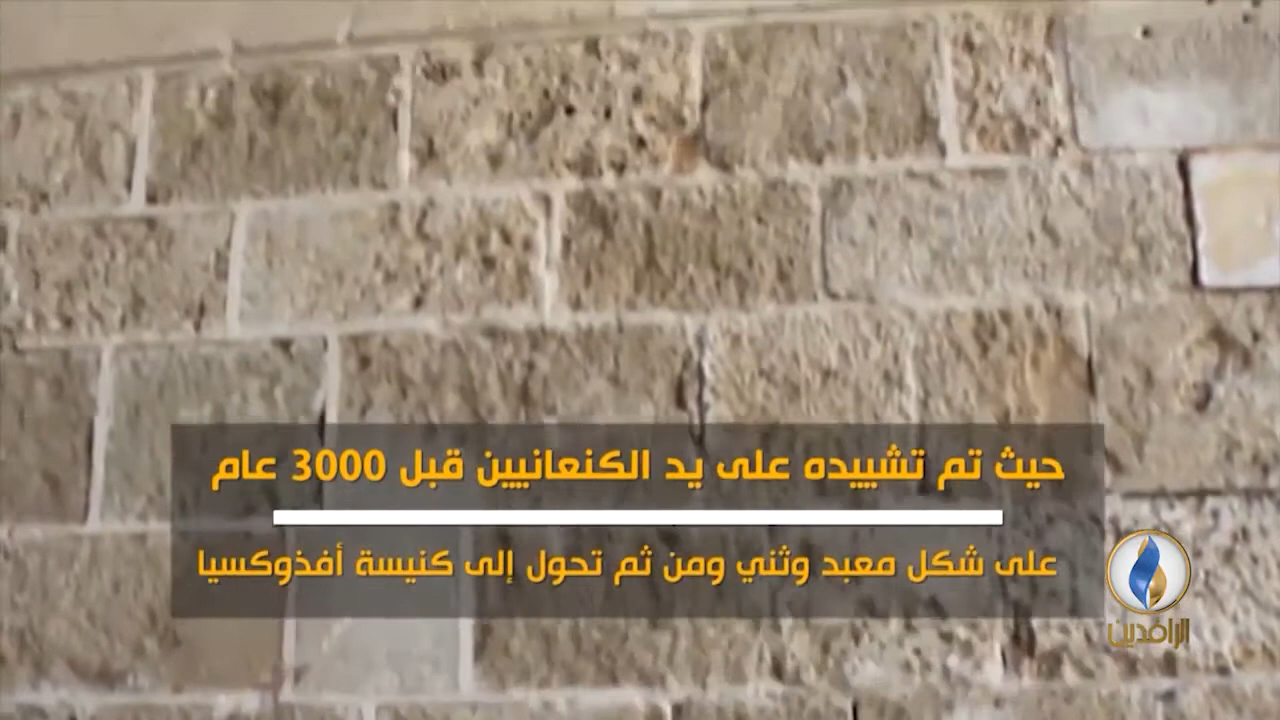 حيث تم تشييده على يد الكنعانيين قبل 3000 عام
على شكل معبد وثني ومن ثم تحول إلى كنيسة أفذوكسيا
الرافدين